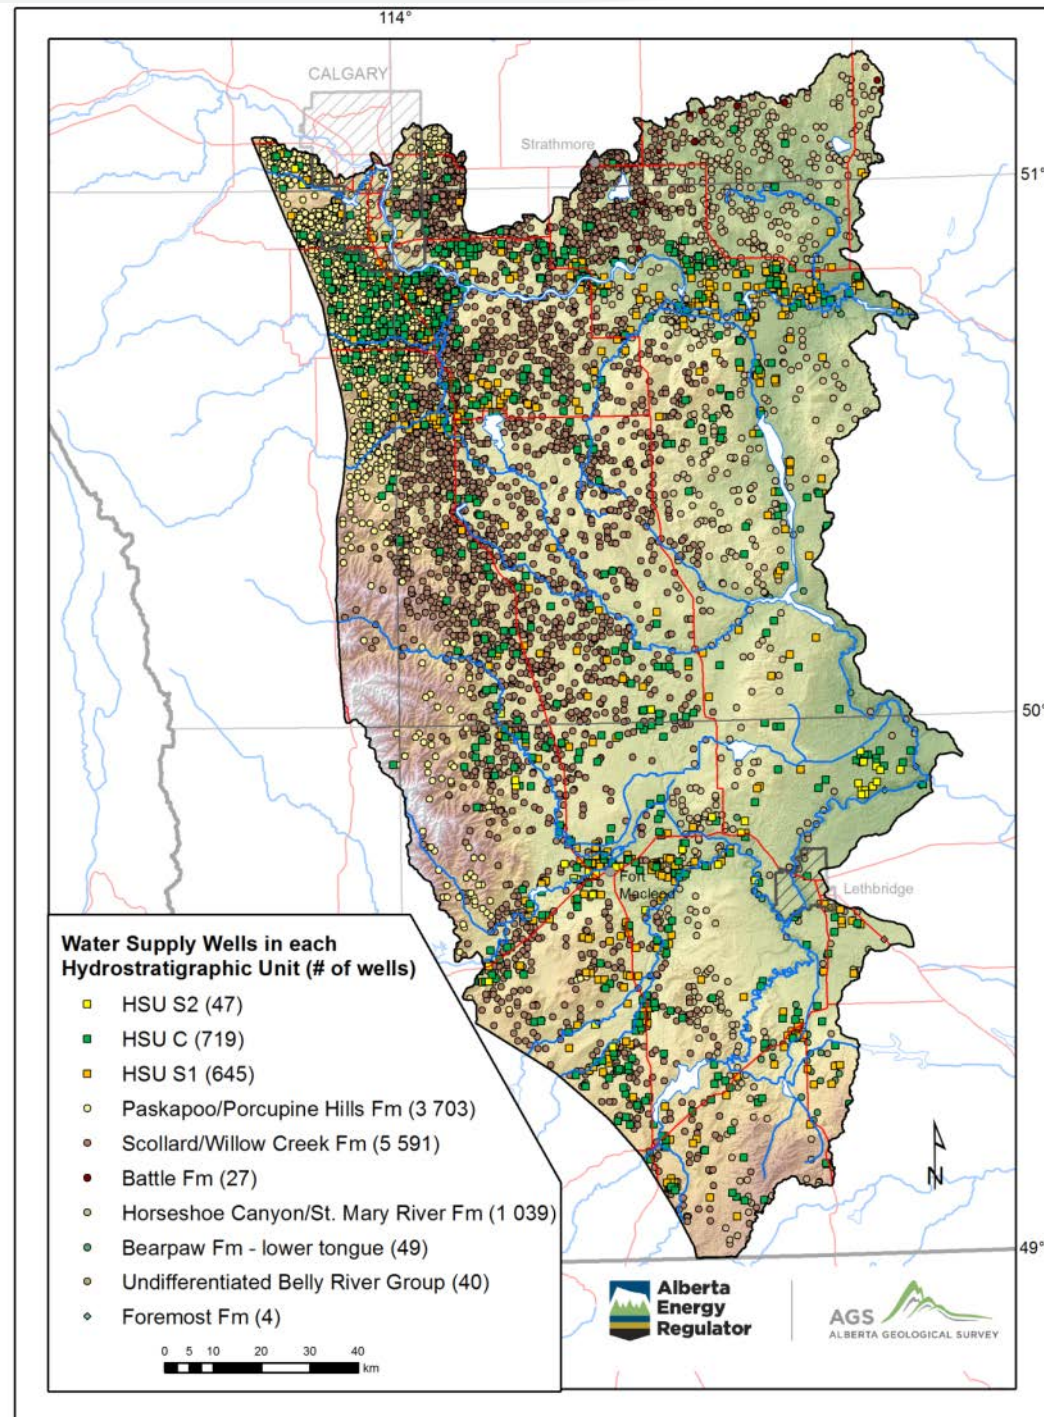 114°
CALGARY
Strathmore
51°
50°
Fort
Macleod
Lethbridge
Water Supply Wells in each
Hydrostratigraphic Unit (# of wells)
HSU S2 (47)
HSU C (719)
HSU S1 (645)
Paskapoo/Porcupine Hills Fm (3 703)
Scollard/Willow Creek Fm (5 591)
Battle Fm (27)
Horseshoe Canyon/St. Mary River Fm (1 039)
Bearpaw Fm - lower tongue (49)
Undifferentiated Belly River Group (40)
Foremost Fm (4)
0 5 10 20 30 40
km
N
49°
Alberta
Energy
Regulator
AGS
ALBERTA GEOLOGICAL SURVEY